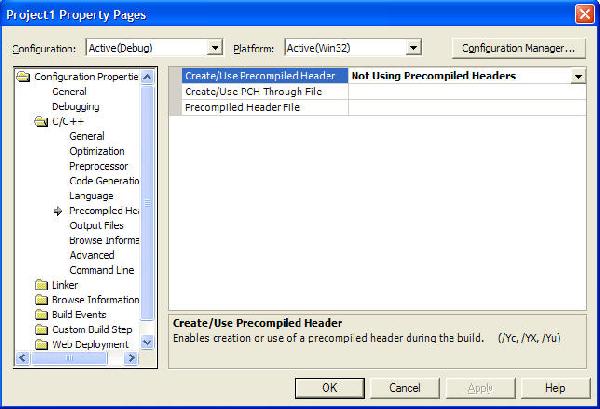 Project1 Property Pages
Configuration: Active(Debug) Platform: Active(Win32) Configuration Manager...
Configuration Propertie
General
Debugging
C/C++
General
Optimization
Preprocessor
Code Generatio
Language
Precompiled Hea
Output Files
Browse Informa
Advanced
Command Line
Linker
Browse Information
Build Events
Custom Build Step
Web Deployment
Create/Use Precompiled Header Not Using Precompiled Headers
Create/Use PCH Through File
Precompiled Header File
Create/Use Precompiled Header
Enables creation or use of a precompiled header during the build. (/Yc, /YX, /Yu)
OK Cancel Apply Help